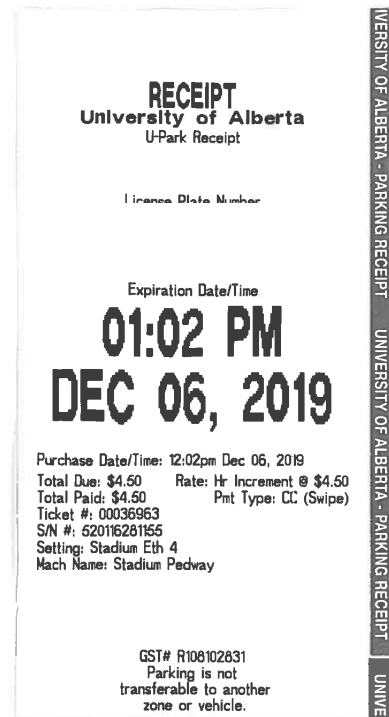 RECEIPT
University of Alberta
U-Park Receipt
License Plate Number
Expiration Date/Time
01:02 PM
DEC 06, 2019
Purchase Date/Time: 12:02pm Dec 06, 2019
Total Due: $4.50 Rate: Hr Increment @ $4.50
Total Paid: $4.50 Pmt Type: CC (Swipe)
Ticket #: 00036963
S/N #: 520116281155
Setting: Stadium Eth 4
Mach Name: Stadium Pedway
GST# R108102831
Parking is not
transferable to another
zone or vehicle.
IVERSITY OF ALBERTA - PARKING RECEIPT
UNIVERSITY OF ALBERTA - PARKING RECEIPT
UNIVE